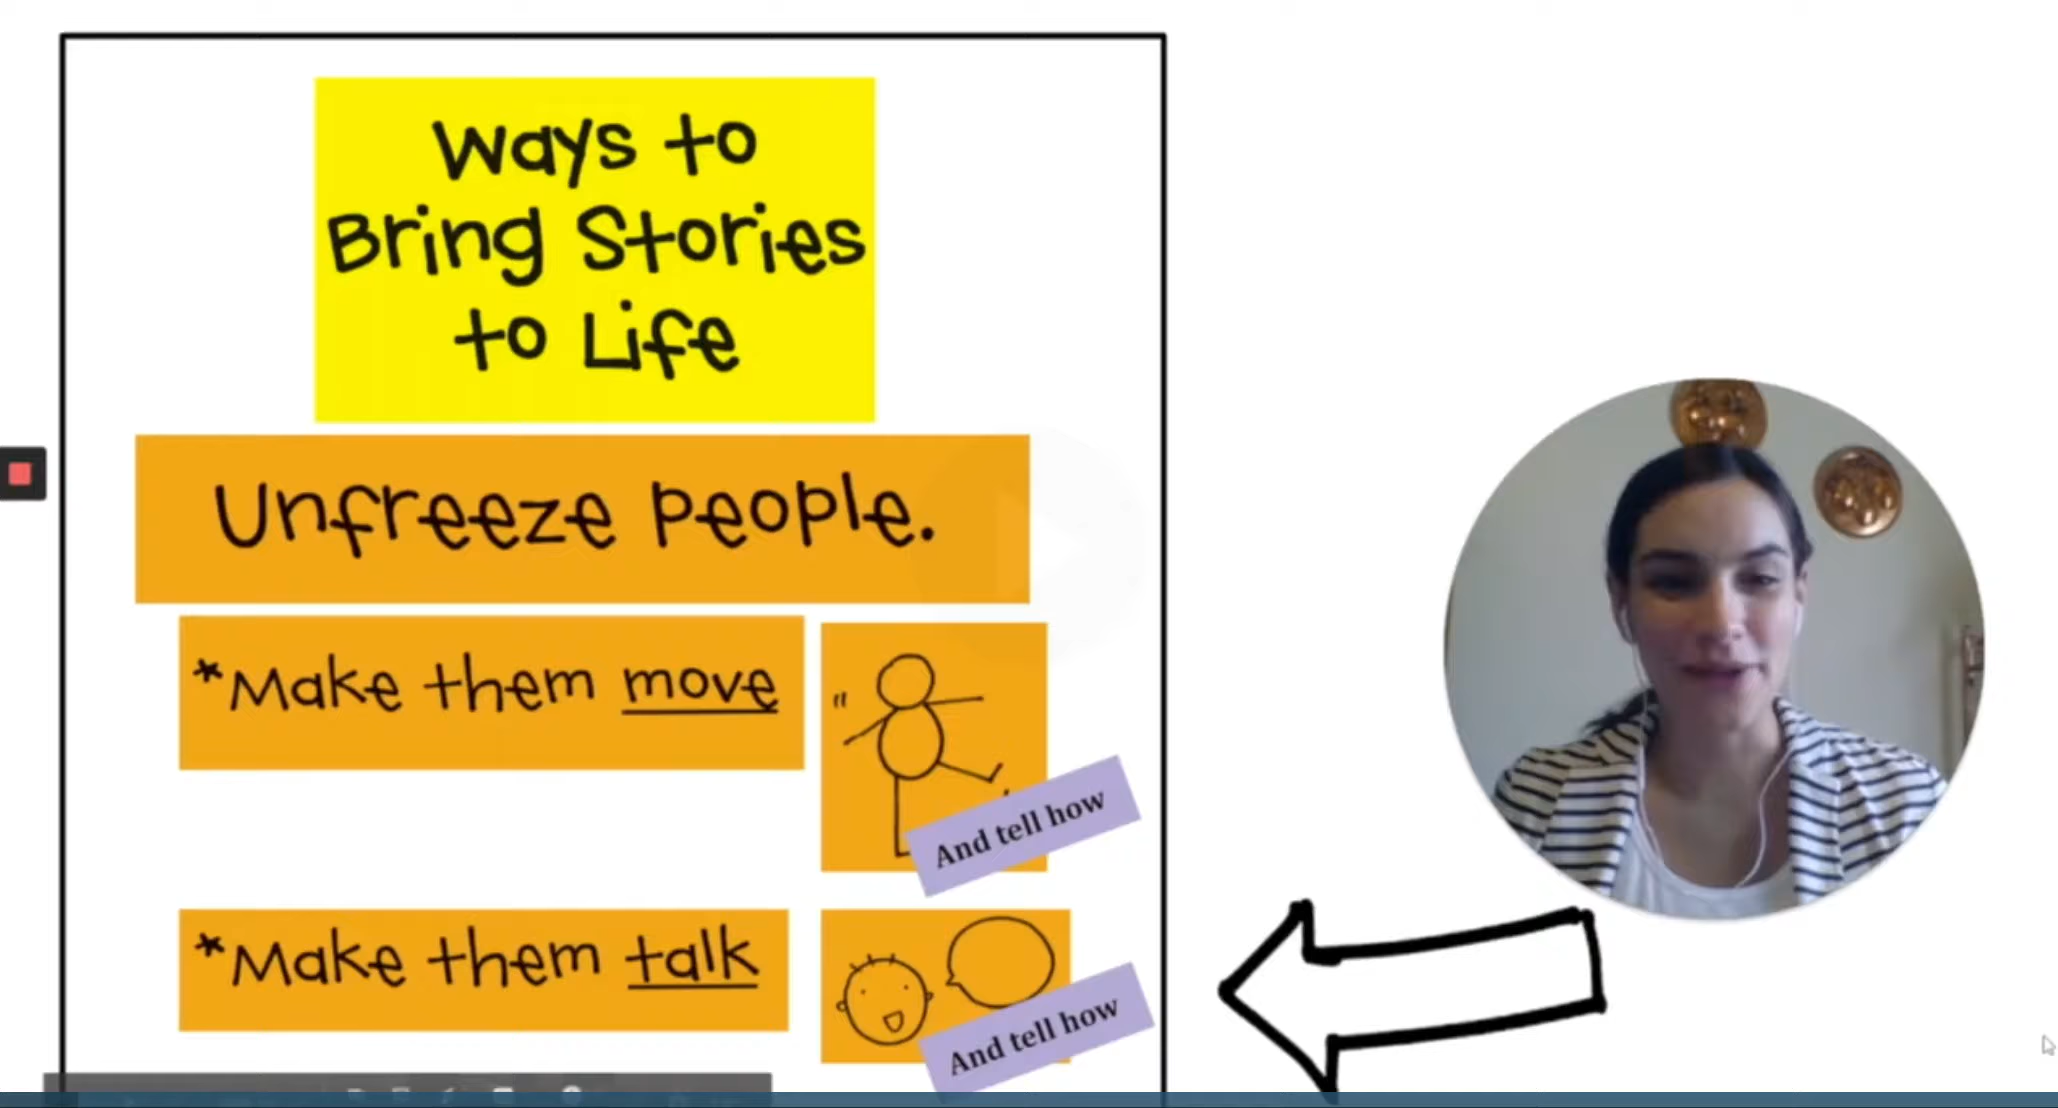 Ways to
Bring Stories
to Life
Unfreeze people.
*Make them move
And tell how
*Make them talk
And tell how